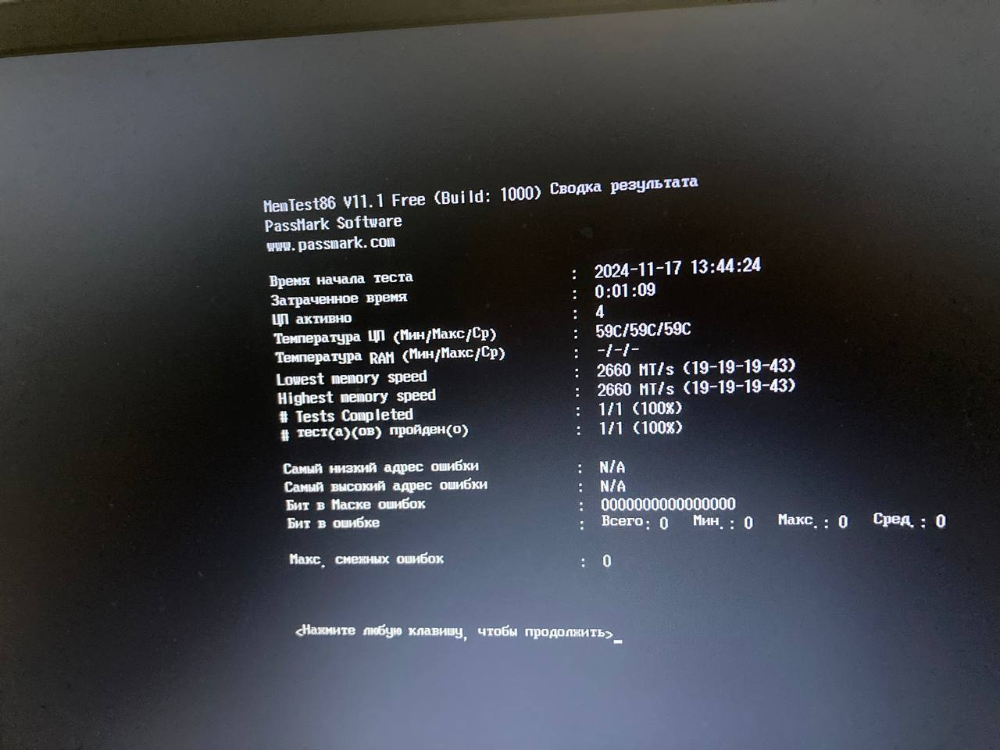 MemTest86 V11.1 Free (Build: 1000) Сводка результата
PassMark Software
www.passmark.com
Время начала теста : 2024-11-17 13:44:24
Затраченное время : 0:01:09
ЦП активно : 4
Температура ЦП (Мин/Макс/Ср) : 59C/59C/59C
Температура RAM (Мин/Макс/Ср) : -/-/-
Lowest memory speed : 2660 MT/s (19-19-19-43)
Highest memory speed : 2660 MT/s (19-19-19-43)
# Tests Completed : 1/1 (100%)
# тест(а)(ов) пройден(о) : 1/1 (100%)
Самый низкий адрес ошибки : N/A
Самый высокий адрес ошибки : N/A
Бит в Маске ошибок : 0000000000000000
Бит в ошибке : Всего: 0 Мин.: 0 Макс.: 0 Сред.: 0
Макс. смежных ошибок : 0
<Нажмите любую клавишу, чтобы продолжить>_